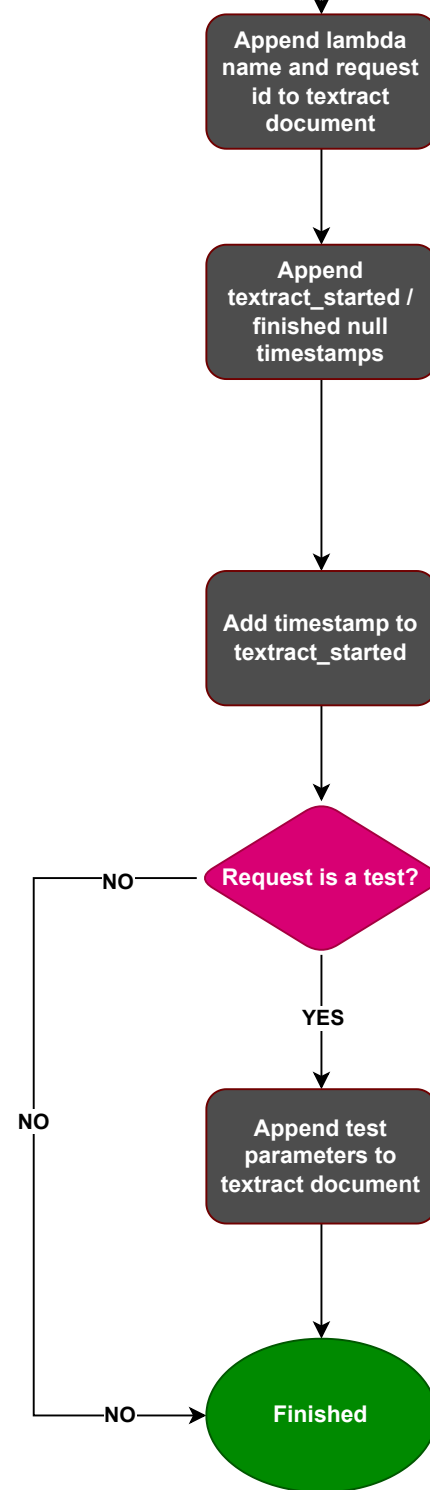 Append lambda
name and request
id to textract
document
Append
textract_started /
finished null
timestamps
Add timestamp to
textract_started
Request is a test?
NO
YES
NO
Append test
parameters to
textract document
Finished
NO